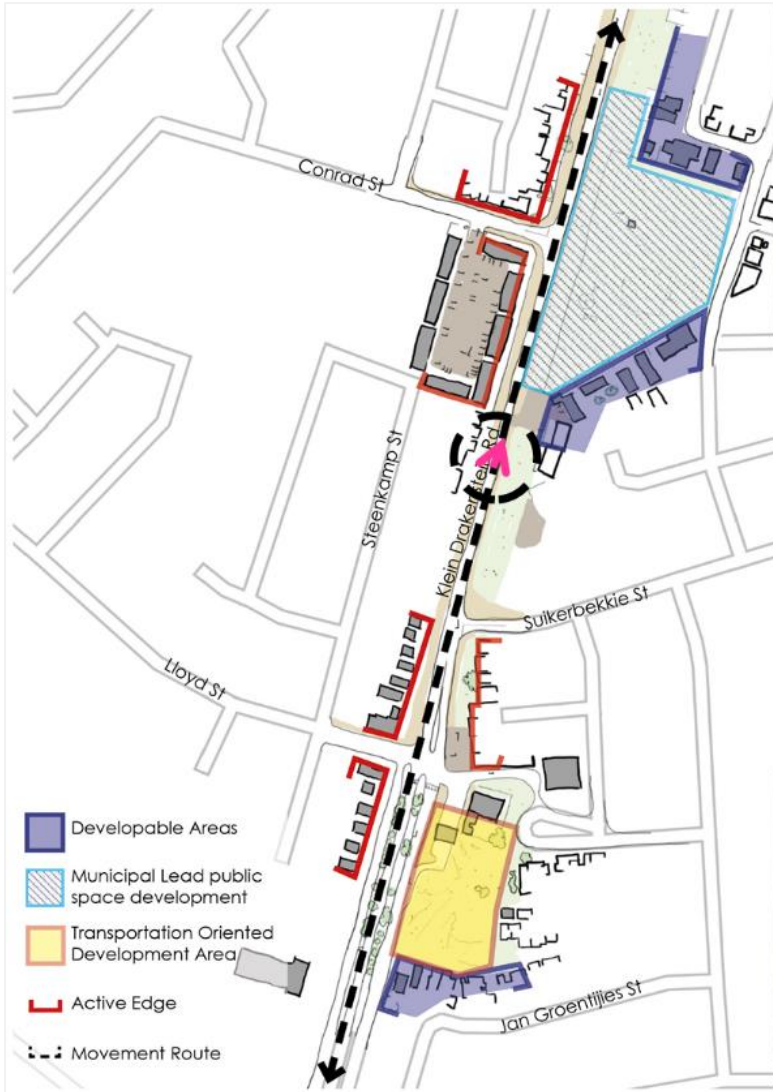 Conrad St
Steenkamp St
Klein Drakenstein Rd
Suikerbekkie St
Lloyd St
Jan Groentijies St
Developable Areas
Municipal Lead public
space development
Transportation Oriented
Development Area
Active Edge
Movement Route